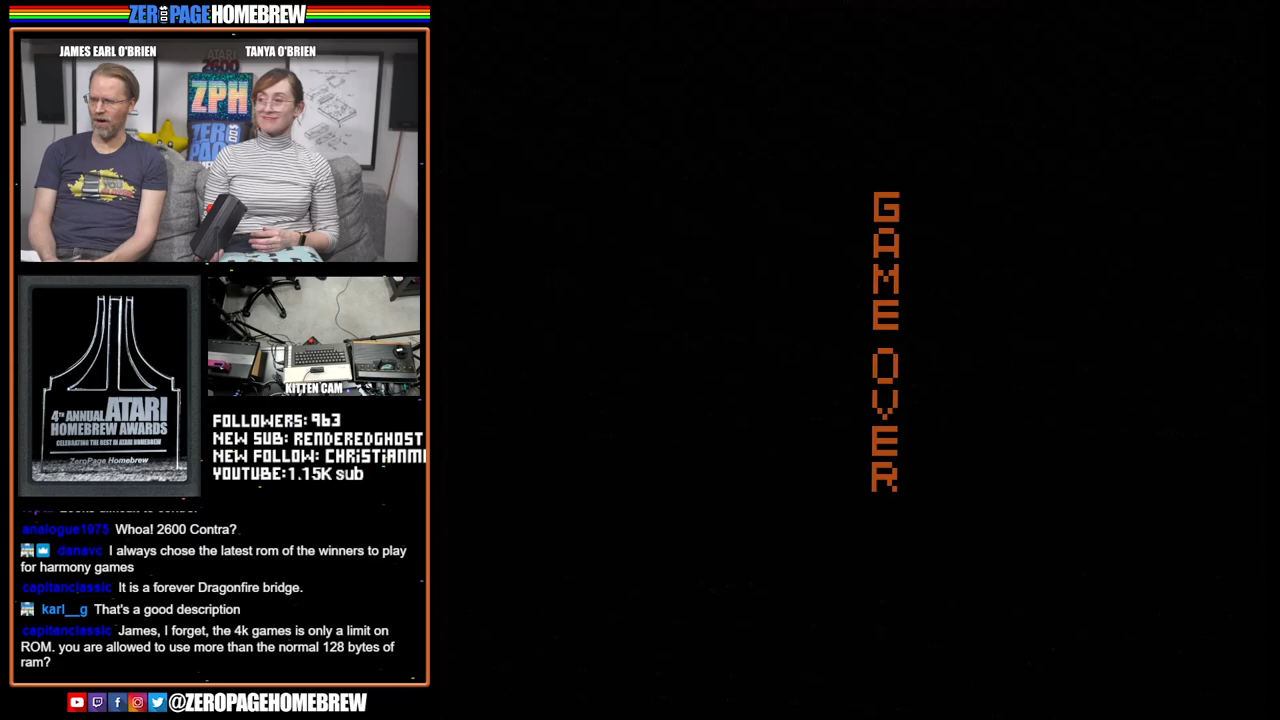 ZEROPAGE HOMEBREW
JAMES EARL O'BRIEN
TANYA O'BRIEN
ATARI
2600
ZPH
ZERO
PAGE
4TH ANNUAL ATARI
HOMEBREW AWARDS
CELEBRATING THE BEST IN ATARI HOMEBREW
ZeroPage Homebrew
KITTEN CAM
FOLLOWERS: 963
NEW SUB: RENDEREDGHOST
NEW FOLLOW: CHRISTIANM
YOUTUBE: 1.15K sub
analogue1975 Whoa! 2600 Contra?
danavc I always chose the latest rom of the winners to play
for harmony games
capitanclassic It is a forever Dragonfire bridge.
karl__g That's a good description
capitanclassic James, I forget, the 4k games is only a limit on
ROM. you are allowed to use more than the normal 128 bytes of
ram?
@ZEROPAGEHOMEBREW
GAME OVER